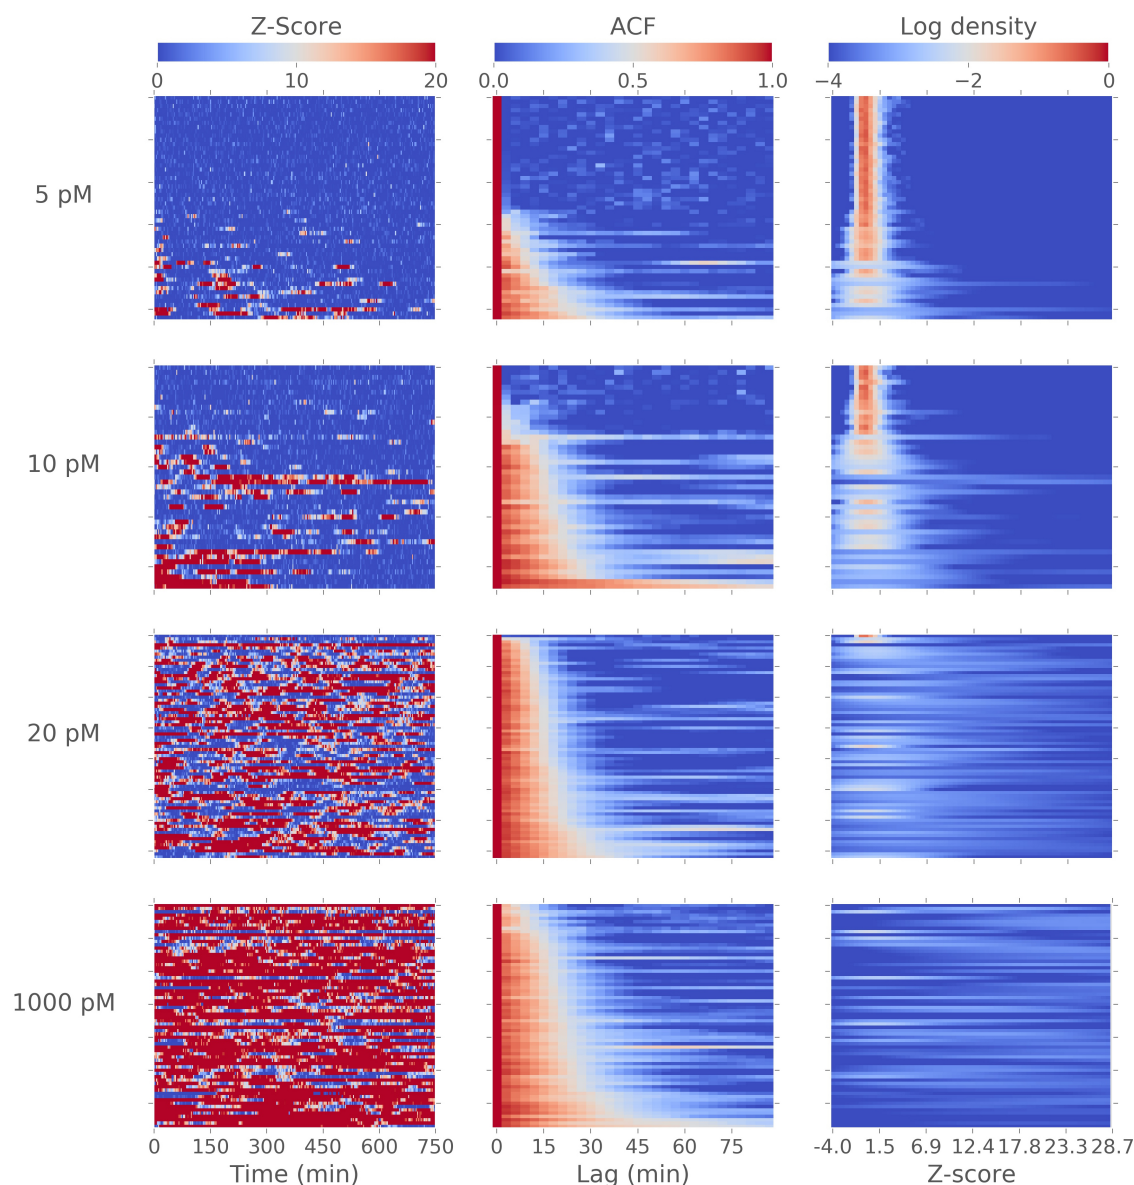 Z-Score ACF Log density
0 10 20 0.0 0.5 1.0 −4 −2 0
5 pM
10 pM
20 pM
1000 pM
0 150 300 450 600 750 0 15 30 45 60 75 -4.0 1.5 6.9 12.4 17.8 23.3 28.7
Time (min) Lag (min) Z-score